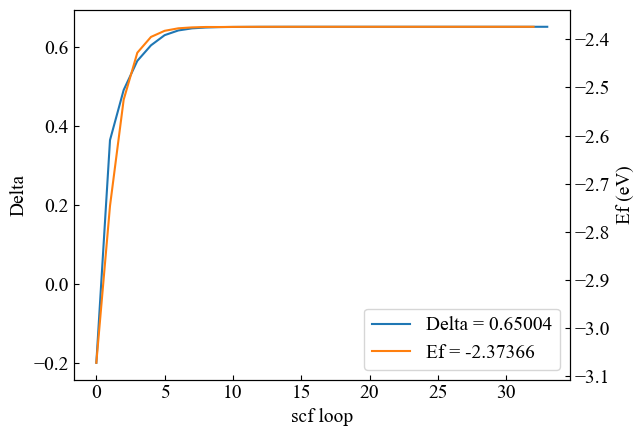 0.6
0.4
0.2
0.0
−0.2
Delta
−2.4
−2.5
−2.6
−2.7
−2.8
−2.9
−3.0
−3.1
Ef (eV)
Delta = 0.65004
Ef = -2.37366
0 5 10 15 20 25 30
scf loop